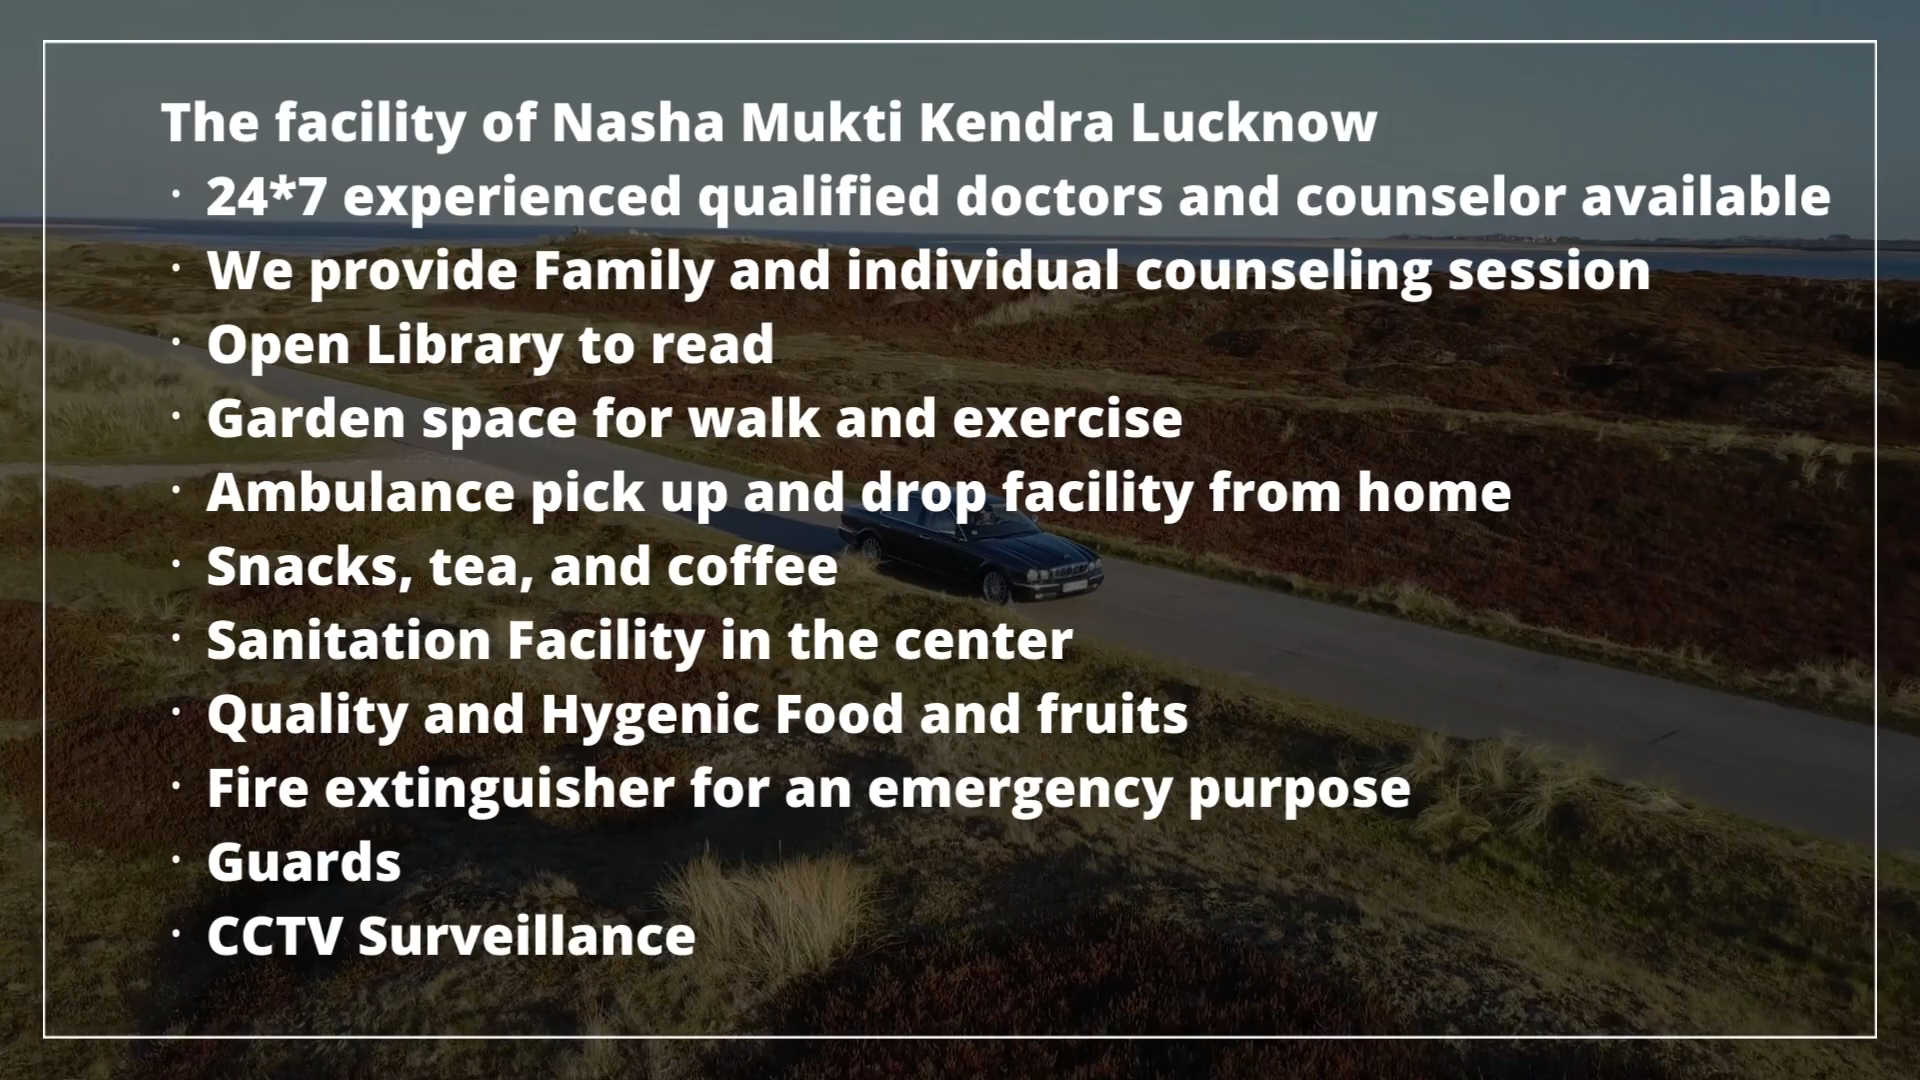 The facility of Nasha Mukti Kendra Lucknow
· 24*7 experienced qualified doctors and counselor available
· We provide Family and individual counseling session
· Open Library to read
· Garden space for walk and exercise
· Ambulance pick up and drop facility from home
· Snacks, tea, and coffee
· Sanitation Facility in the center
· Quality and Hygenic Food and fruits
· Fire extinguisher for an emergency purpose
· Guards
· CCTV Surveillance